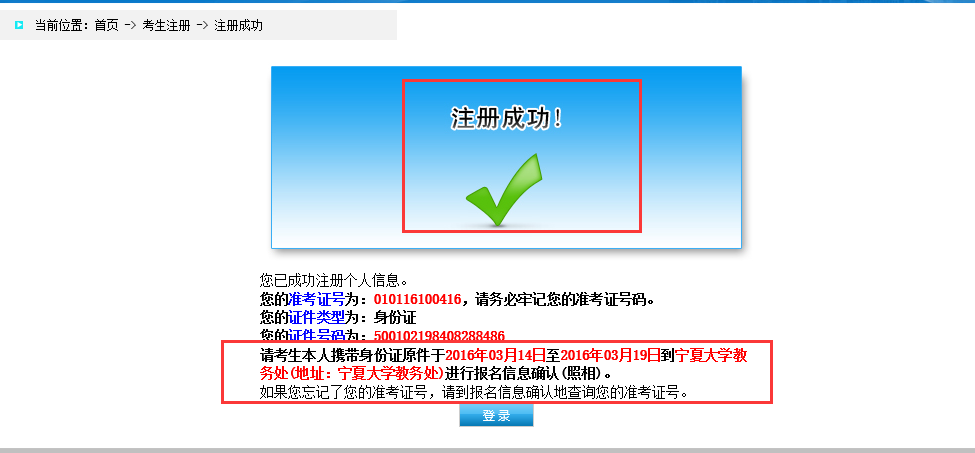 当前位置：首页 -> 考生注册 -> 注册成功
注册成功！
您已成功注册个人信息。
您的准考证号为：010116100416，请务必牢记您的准考证号码。
您的证件类型为：身份证
您的证件号码为：500102198408288486
请考生本人携带身份证原件于2016年03月14日至2016年03月19日到宁夏大学教
务处(地址：宁夏大学教务处)进行报名信息确认(照相)。
如果您忘记了您的准考证号，请到报名信息确认地查询您的准考证号。
登录